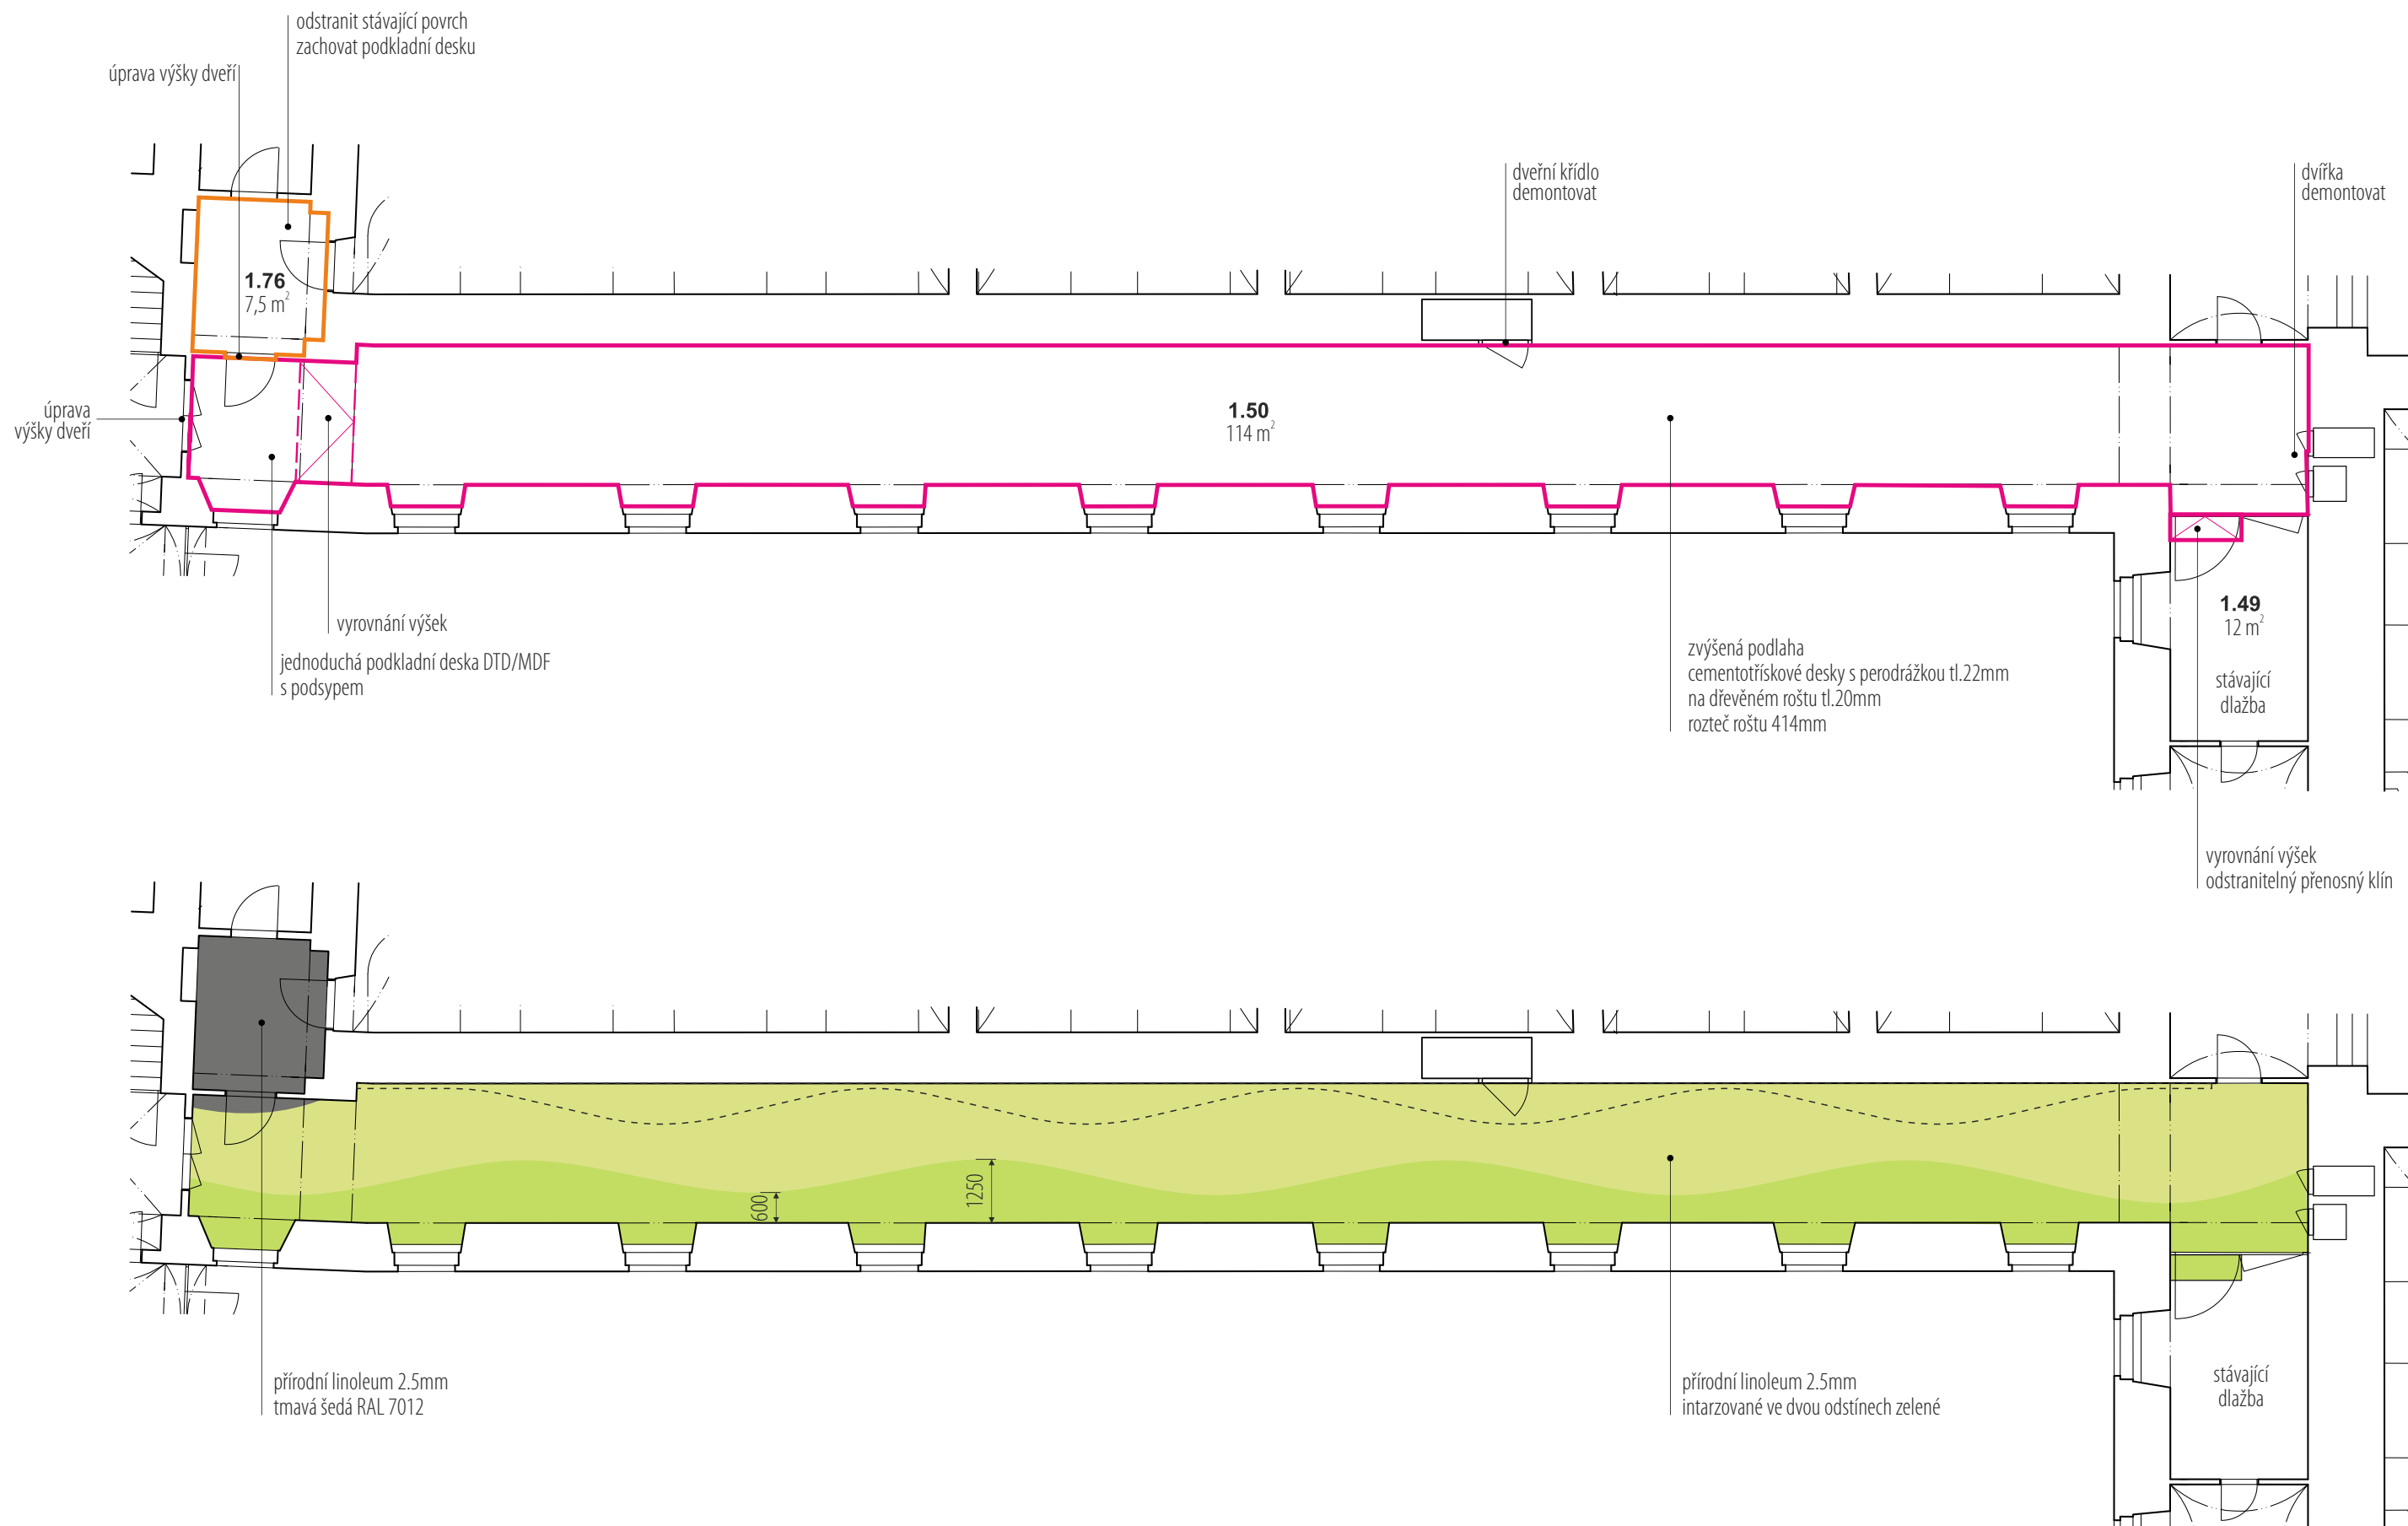 odstranit stávající povrch
zachovat podkladní desku
úprava výšky dveří
dveřní křídlo
demontovat
dvířka
demontovat
1.76
7,5 m²
úprava
výšky dveří
1.50
114 m²
1.49
12 m²
stávající
dlažba
vyrovnání výšek
jednoduchá podkladní deska DTD/MDF
s podsypem
zvýšená podlaha
cementotřískové desky s perodrážkou tl.22mm
na dřevěném roštu tl.20mm
rozteč roštu 414mm
vyrovnání výšek
odstranitelný přenosný klín
600
1250
přírodní linoleum 2.5mm
tmavá šedá RAL 7012
přírodní linoleum 2.5mm
intarzované ve dvou odstínech zelené
stávající
dlažba